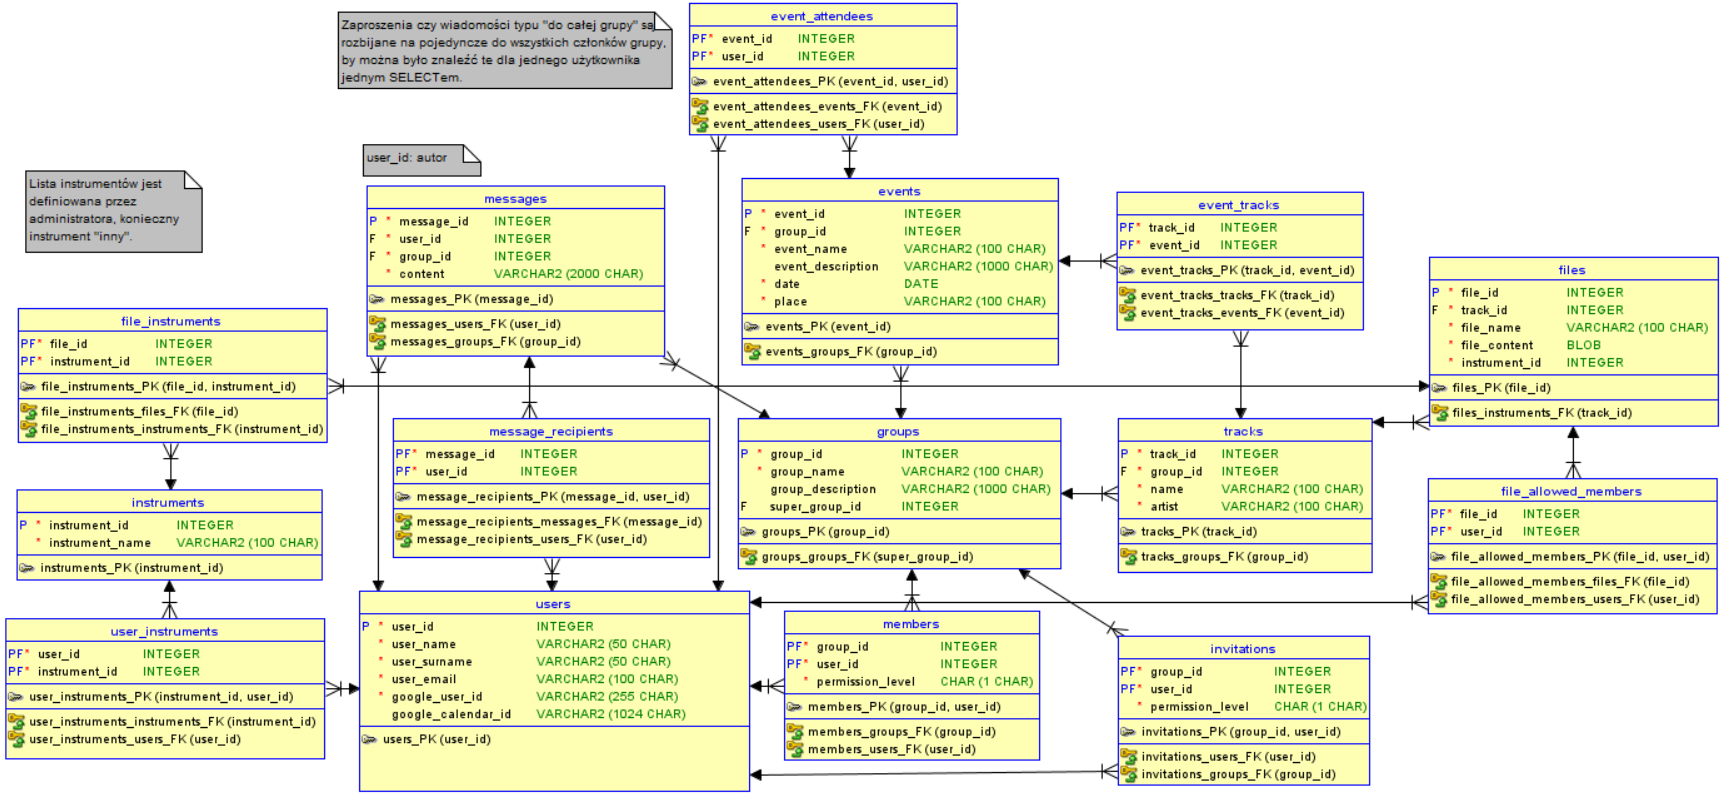 Zaproszenia czy wiadomości typu "do całej grupy" są
rozbijane na pojedyncze do wszystkich członków grupy,
by można było znaleźć te dla jednego użytkownika
jednym SELECTem.
event_attendees
PF* event_id INTEGER
PF* user_id INTEGER
event_attendees_PK (event_id, user_id)
event_attendees_events_FK (event_id)
event_attendees_users_FK (user_id)
user_id: autor
Lista instrumentów jest
definiowana przez
administratora, konieczny
instrument "inny".
messages
P * message_id INTEGER
F * user_id INTEGER
F * group_id INTEGER
* content VARCHAR2 (2000 CHAR)
messages_PK (message_id)
messages_users_FK (user_id)
messages_groups_FK (group_id)
events
P * event_id INTEGER
F * group_id INTEGER
* event_name VARCHAR2 (100 CHAR)
event_description VARCHAR2 (1000 CHAR)
* date DATE
* place VARCHAR2 (100 CHAR)
events_PK (event_id)
events_groups_FK (group_id)
event_tracks
PF* track_id INTEGER
PF* event_id INTEGER
event_tracks_PK (track_id, event_id)
event_tracks_tracks_FK (track_id)
event_tracks_events_FK (event_id)
files
P * file_id INTEGER
F * track_id INTEGER
* file_name VARCHAR2 (100 CHAR)
* file_content BLOB
* instrument_id INTEGER
files_PK (file_id)
files_instruments_FK (track_id)
file_instruments
PF* file_id INTEGER
PF* instrument_id INTEGER
file_instruments_PK (file_id, instrument_id)
file_instruments_files_FK (file_id)
file_instruments_instruments_FK (instrument_id)
message_recipients
PF* message_id INTEGER
PF* user_id INTEGER
message_recipients_PK (message_id, user_id)
message_recipients_messages_FK (message_id)
message_recipients_users_FK (user_id)
groups
P * group_id INTEGER
* group_name VARCHAR2 (100 CHAR)
group_description VARCHAR2 (1000 CHAR)
F super_group_id INTEGER
groups_PK (group_id)
groups_groups_FK (super_group_id)
tracks
P * track_id INTEGER
F * group_id INTEGER
* name VARCHAR2 (100 CHAR)
* artist VARCHAR2 (100 CHAR)
tracks_PK (track_id)
tracks_groups_FK (group_id)
file_allowed_members
PF* file_id INTEGER
PF* user_id INTEGER
file_allowed_members_PK (file_id, user_id)
file_allowed_members_files_FK (file_id)
file_allowed_members_users_FK (user_id)
instruments
P * instrument_id INTEGER
* instrument_name VARCHAR2 (100 CHAR)
instruments_PK (instrument_id)
user_instruments
PF* user_id INTEGER
PF* instrument_id INTEGER
user_instruments_PK (instrument_id, user_id)
user_instruments_instruments_FK (instrument_id)
user_instruments_users_FK (user_id)
users
P * user_id INTEGER
* user_name VARCHAR2 (50 CHAR)
* user_surname VARCHAR2 (50 CHAR)
* user_email VARCHAR2 (100 CHAR)
* google_user_id VARCHAR2 (255 CHAR)
google_calendar_id VARCHAR2 (1024 CHAR)
users_PK (user_id)
members
PF* group_id INTEGER
PF* user_id INTEGER
* permission_level CHAR (1 CHAR)
members_PK (group_id, user_id)
members_groups_FK (group_id)
members_users_FK (user_id)
invitations
PF* group_id INTEGER
PF* user_id INTEGER
* permission_level CHAR (1 CHAR)
invitations_PK (group_id, user_id)
invitations_users_FK (user_id)
invitations_groups_FK (group_id)